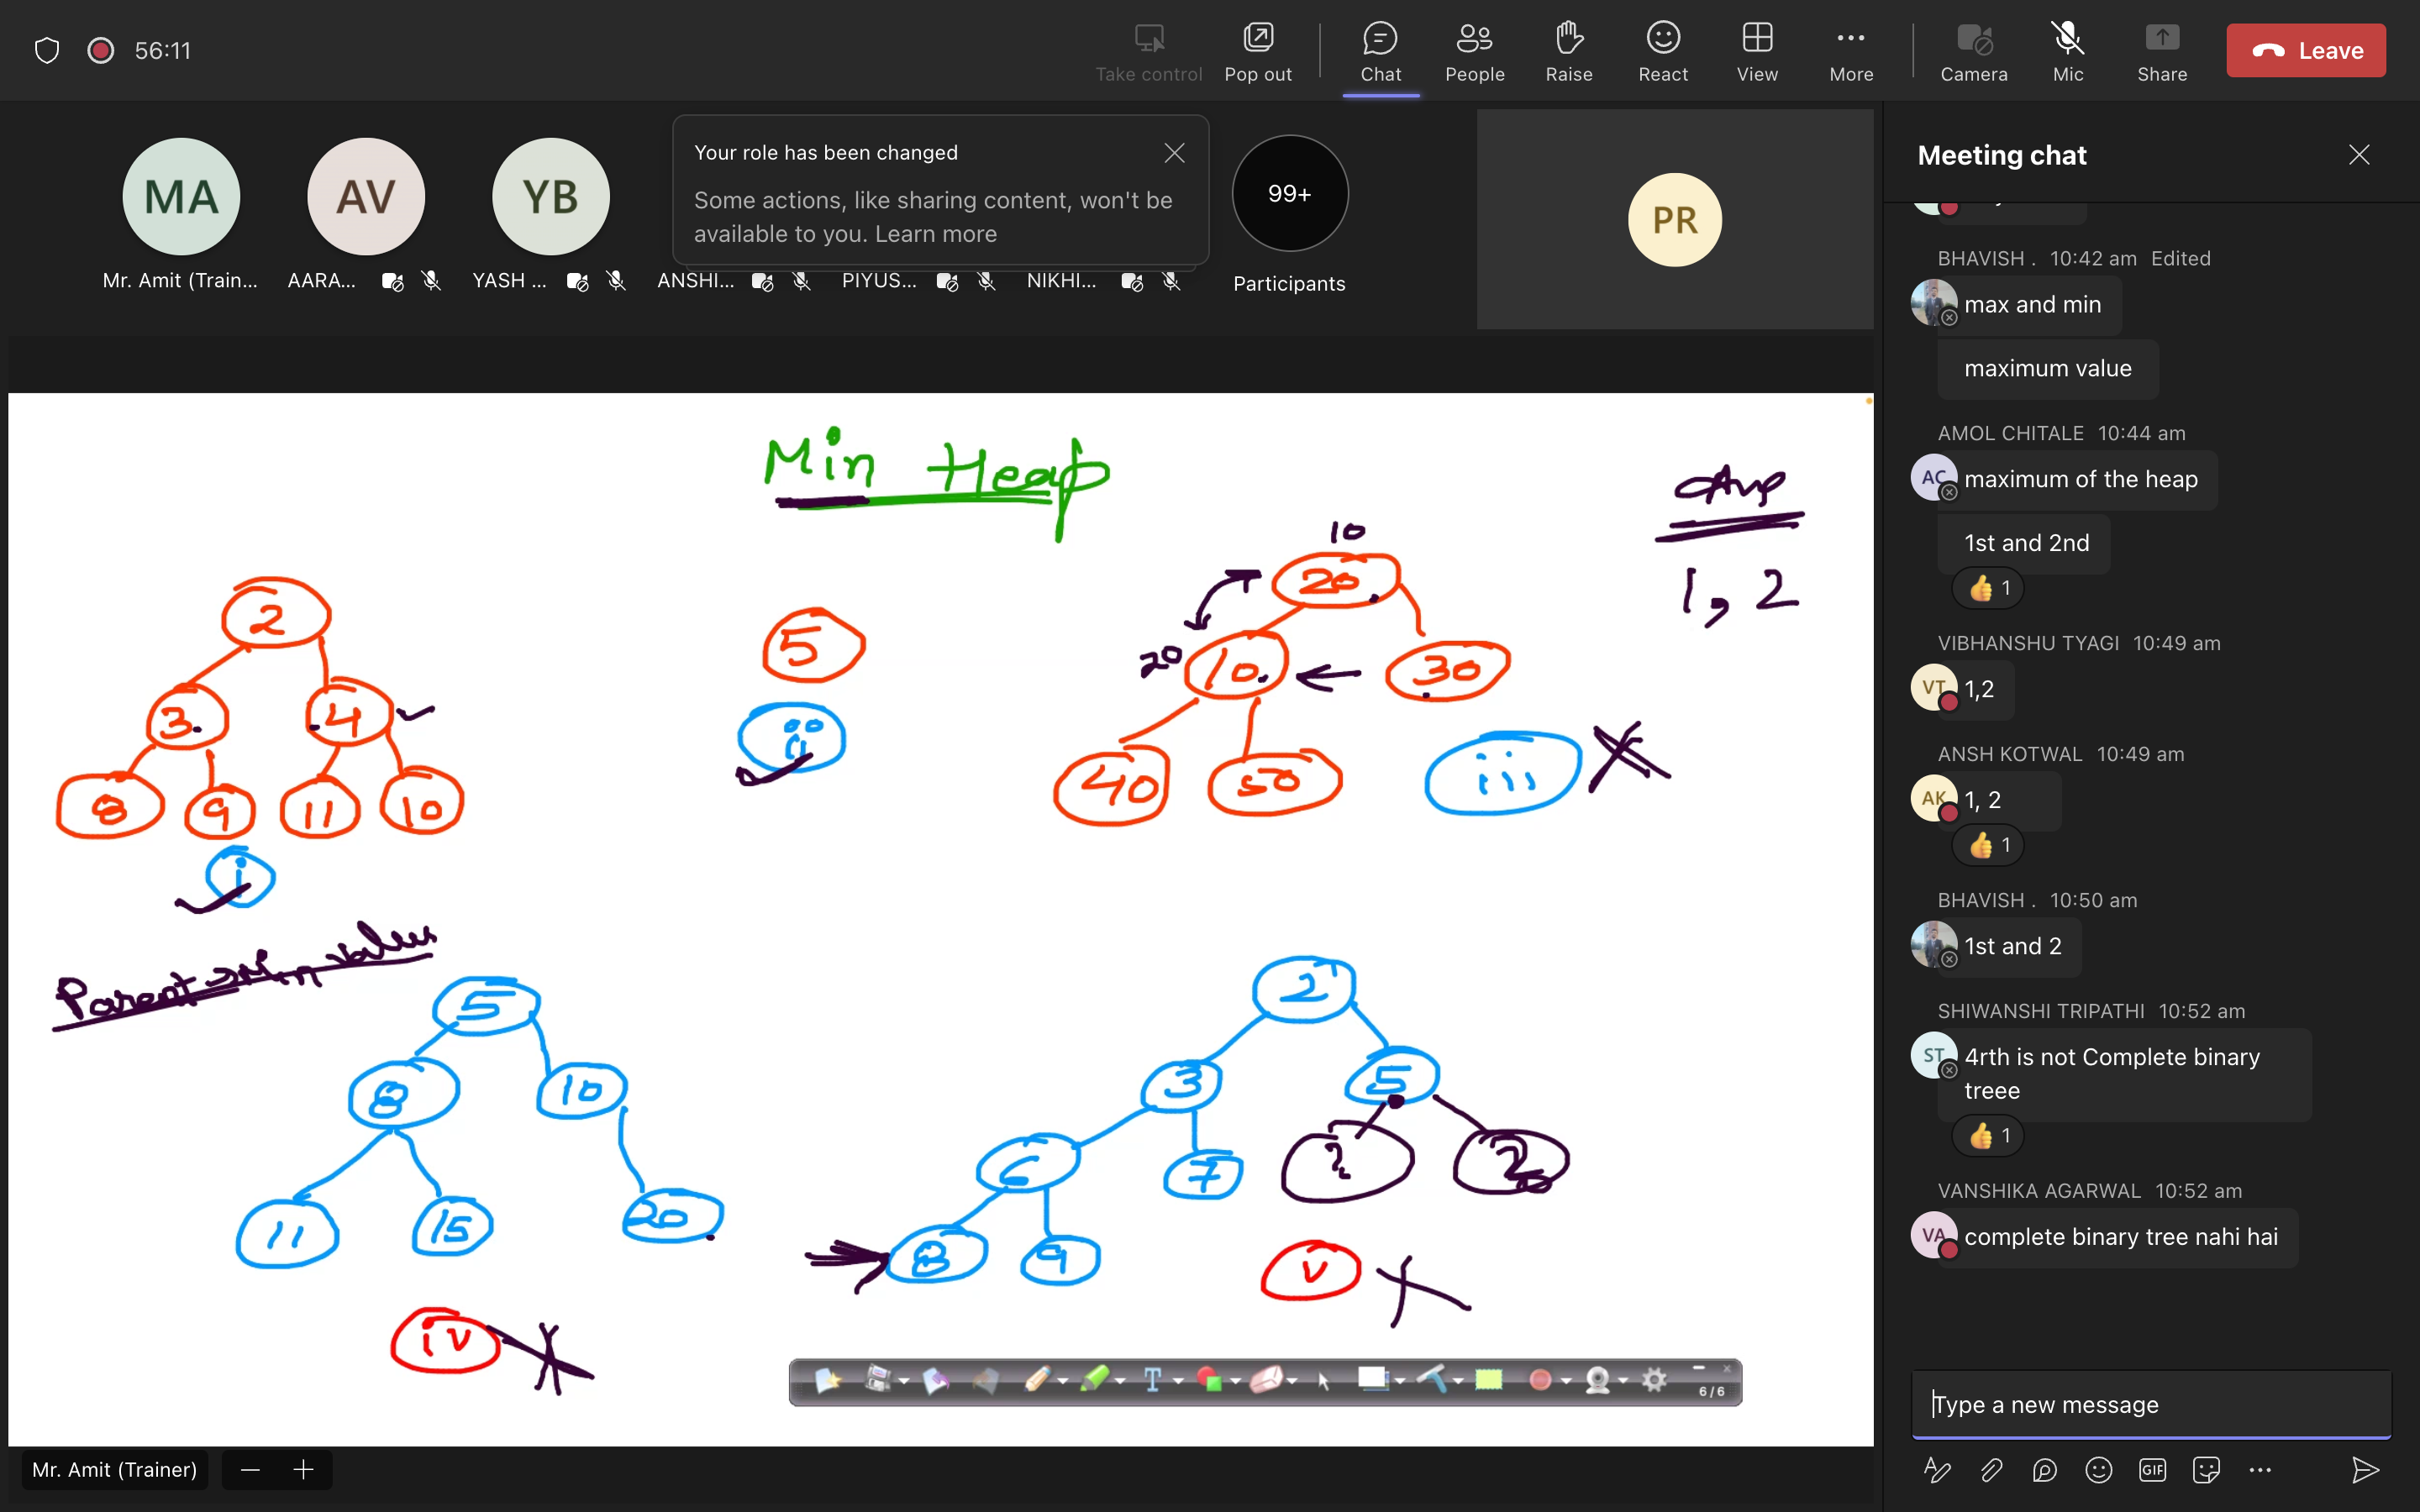 56:11
Take control
Pop out
Chat
People
Raise
React
View
More
Camera
Mic
Share
Leave
MA
AV
YB
Your role has been changed
Some actions, like sharing content, won't be
available to you. Learn more
99+
PR
Mr. Amit (Train...
AARA...
YASH ...
ANSHI...
PIYUS...
NIKHI...
Participants
Min Heap
Ans
1, 2
2
3 4
8 9 11 10
i
5
ii
10
20
20 10 30
40 50
iii
Parent min value
5
8 10
11 15 20
iv
2
3 5
6 7 ?
8 9
v
6/6
Mr. Amit (Trainer)
Meeting chat
BHAVISH . 10:42 am Edited
max and min
maximum value
AMOL CHITALE 10:44 am
AC
maximum of the heap
1st and 2nd
👍 1
VIBHANSHU TYAGI 10:49 am
VT
1,2
ANSH KOTWAL 10:49 am
AK
1, 2
👍 1
BHAVISH . 10:50 am
1st and 2
SHIWANSHI TRIPATHI 10:52 am
ST
4rth is not Complete binary
treee
👍 1
VANSHIKA AGARWAL 10:52 am
VA
complete binary tree nahi hai
Type a new message
GIF